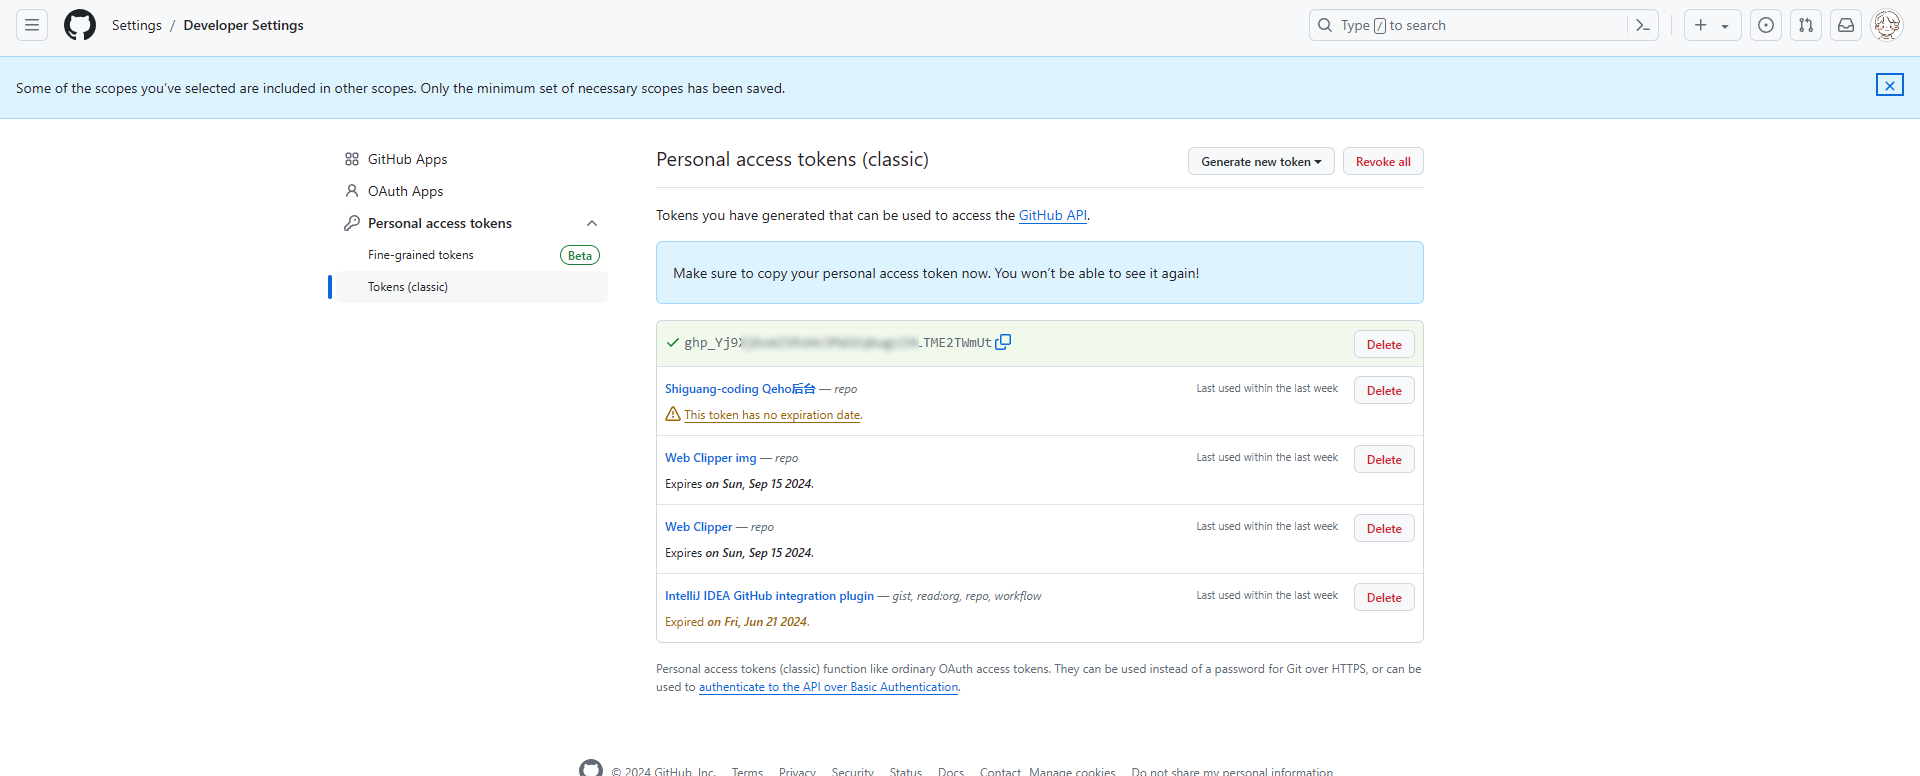 Settings / Developer Settings
Type / to search
Some of the scopes you've selected are included in other scopes. Only the minimum set of necessary scopes has been saved.
GitHub Apps
OAuth Apps
Personal access tokens
Fine-grained tokens Beta
Tokens (classic)
Personal access tokens (classic)
Generate new token
Revoke all
Tokens you have generated that can be used to access the GitHub API.
Make sure to copy your personal access token now. You won't be able to see it again!
ghp_Yj9 TME2TWmUt Delete
Shiguang-coding Qeho后台 — repo Last used within the last week Delete
This token has no expiration date.
Web Clipper img — repo Last used within the last week Delete
Expires on Sun, Sep 15 2024.
Web Clipper — repo Last used within the last week Delete
Expires on Sun, Sep 15 2024.
IntelliJ IDEA GitHub integration plugin — gist, read:org, repo, workflow Last used within the last week Delete
Expired on Fri, Jun 21 2024.
Personal access tokens (classic) function like ordinary OAuth access tokens. They can be used instead of a password for Git over HTTPS, or can be
used to authenticate to the API over Basic Authentication.
© 2024 GitHub, Inc. Terms Privacy Security Status Docs Contact Manage cookies Do not share my personal information